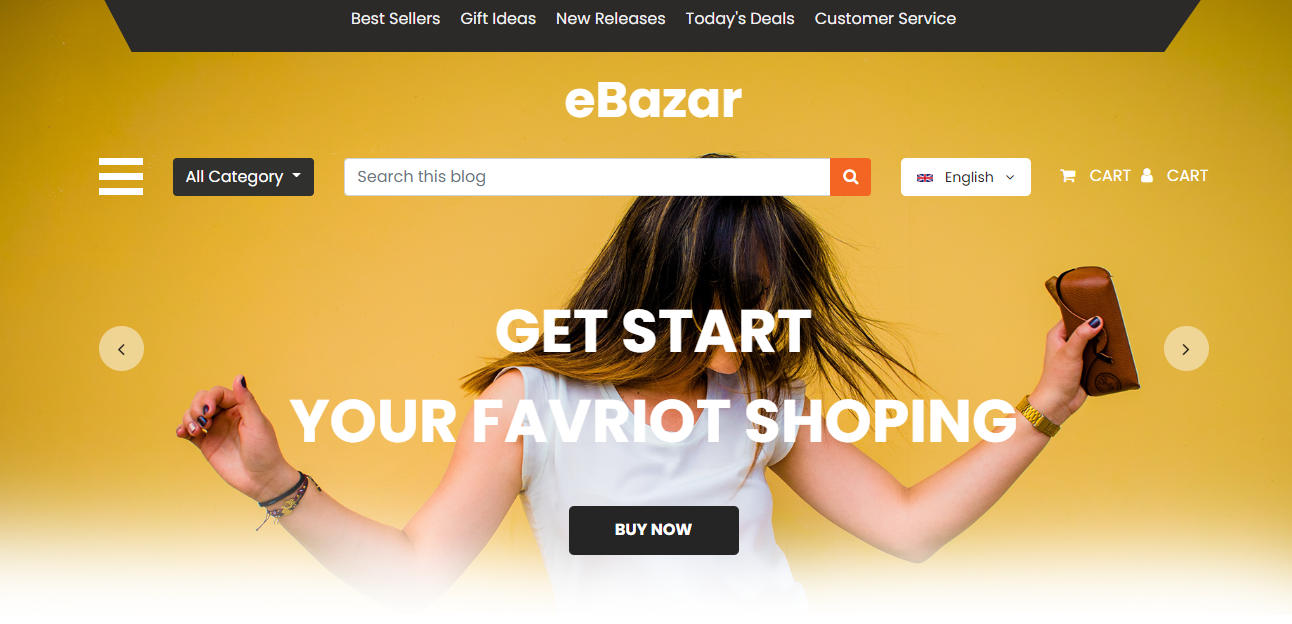 Best Sellers Gift Ideas New Releases Today's Deals Customer Service
eBazar
All Category Search this blog English CART CART
GET START
YOUR FAVRIOT SHOPING
BUY NOW